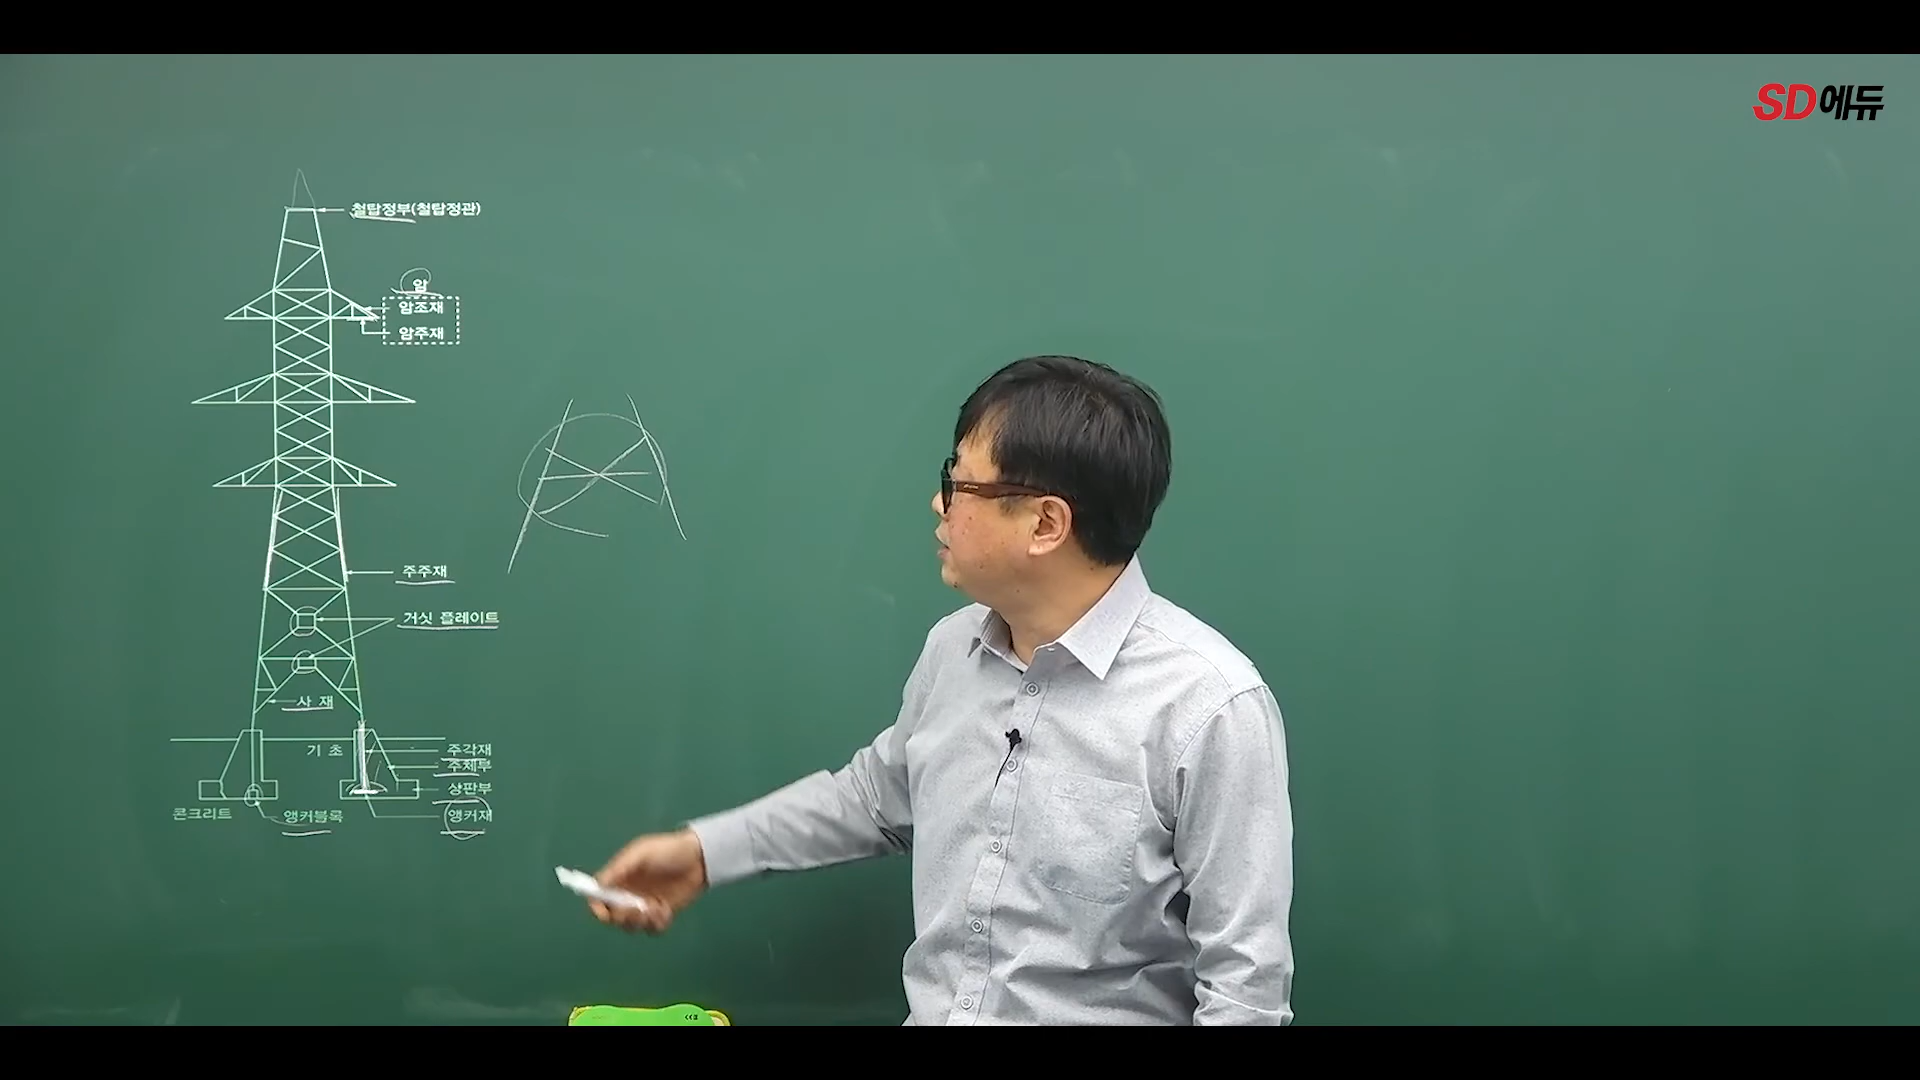 SD에듀
철탑정부(철탑정관)
암
암조재
암주재
주주재
거싯 플레이트
사 재
기 초
주각재
주체부
상판부
콘크리트
앵커블록
앵커재